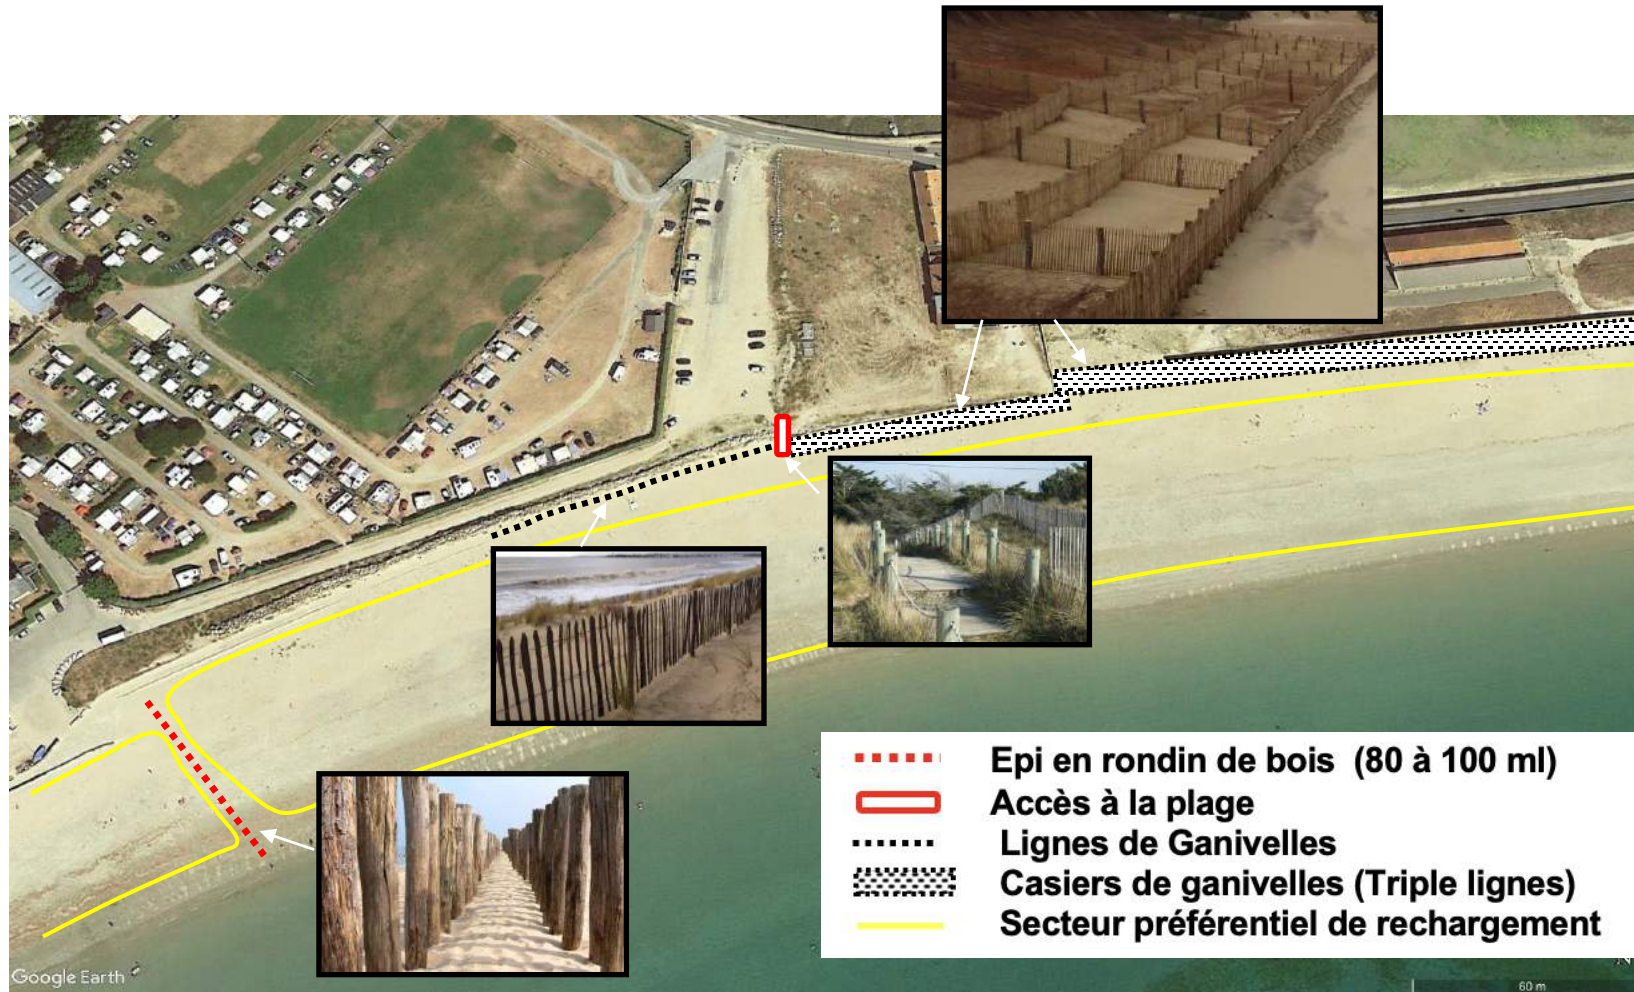 Epi en rondin de bois (80 à 100 ml)
Accès à la plage
Lignes de Ganivelles
Casiers de ganivelles (Triple lignes)
Secteur préférentiel de rechargement
Google Earth
60 m